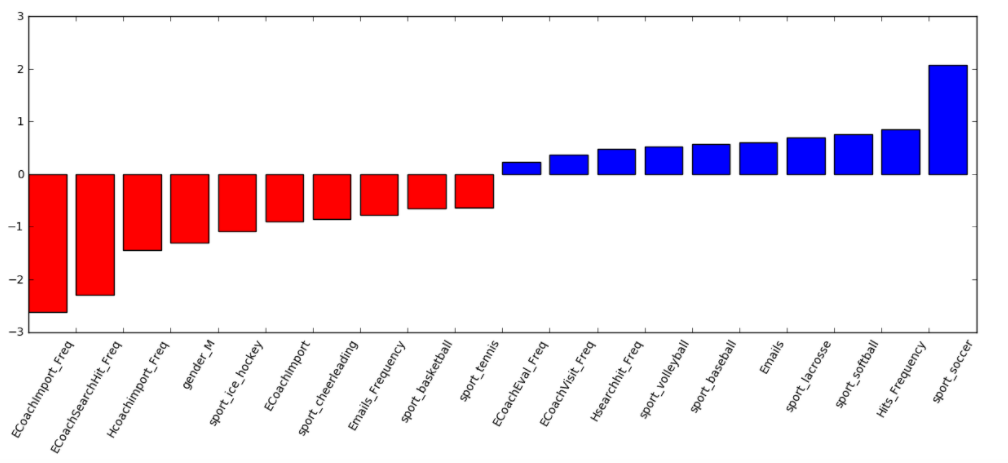 3
2
1
0
−1
−2
−3
ECoachImport_Freq
ECoachSearchHit_Freq
Hcoachimport_Freq
gender_M
sport_ice_hockey
ECoachImport
sport_cheerleading
Emails_Frequency
sport_basketball
sport_tennis
ECoachEval_Freq
ECoachVisit_Freq
Hsearchhit_Freq
sport_volleyball
sport_baseball
Emails
sport_lacrosse
sport_softball
Hits_Frequency
sport_soccer